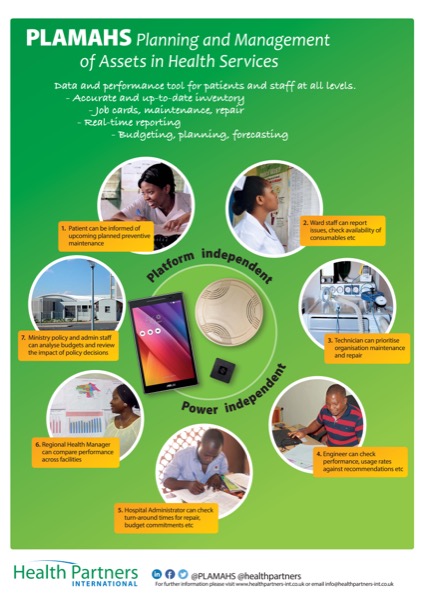 PLAMAHS Planning and Management
of Assets in Health Services
Data and performance tool for patients and staff at all levels.
- Accurate and up-to-date inventory
- Job cards, maintenance, repair
- Real-time reporting
- Budgeting, planning, forecasting
1. Patient can be informed of
upcoming planned preventive
maintenance
2. Ward staff can report
issues, check availability of
consumables etc
Platform independent
7. Ministry policy and admin staff
can analyse budgets and review
the impact of policy decisions
3. Technician can prioritise
organisation maintenance
and repair
Power independent
6. Regional Health Manager
can compare performance
across facilities
4. Engineer can check
performance, usage rates
against recommendations etc
5. Hospital Administrator can check
turn-around times for repair,
budget commitments etc
Health Partners
INTERNATIONAL
@PLAMAHS @healthpartners
For further information please visit www.healthpartners-int.co.uk or email info@healthpartners-int.co.uk